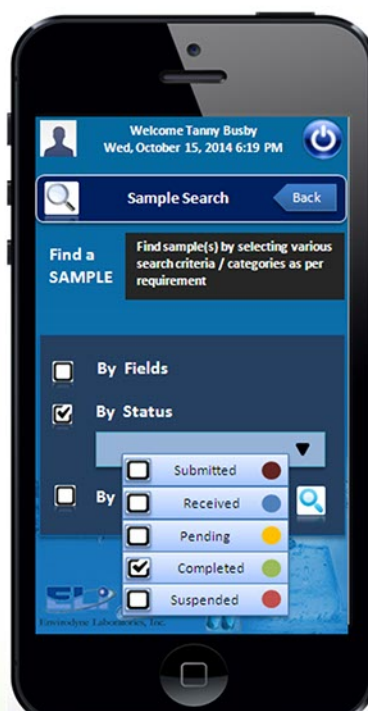 Welcome Tanny Busby
Wed, October 15, 2014 6:19 PM
Sample Search
Back
Find a
SAMPLE
Find sample(s) by selecting various
search criteria / categories as per
requirement
By Fields
By Status
Submitted
By
Received
Pending
Completed
Suspended
Envirodyne Laboratories, Inc.